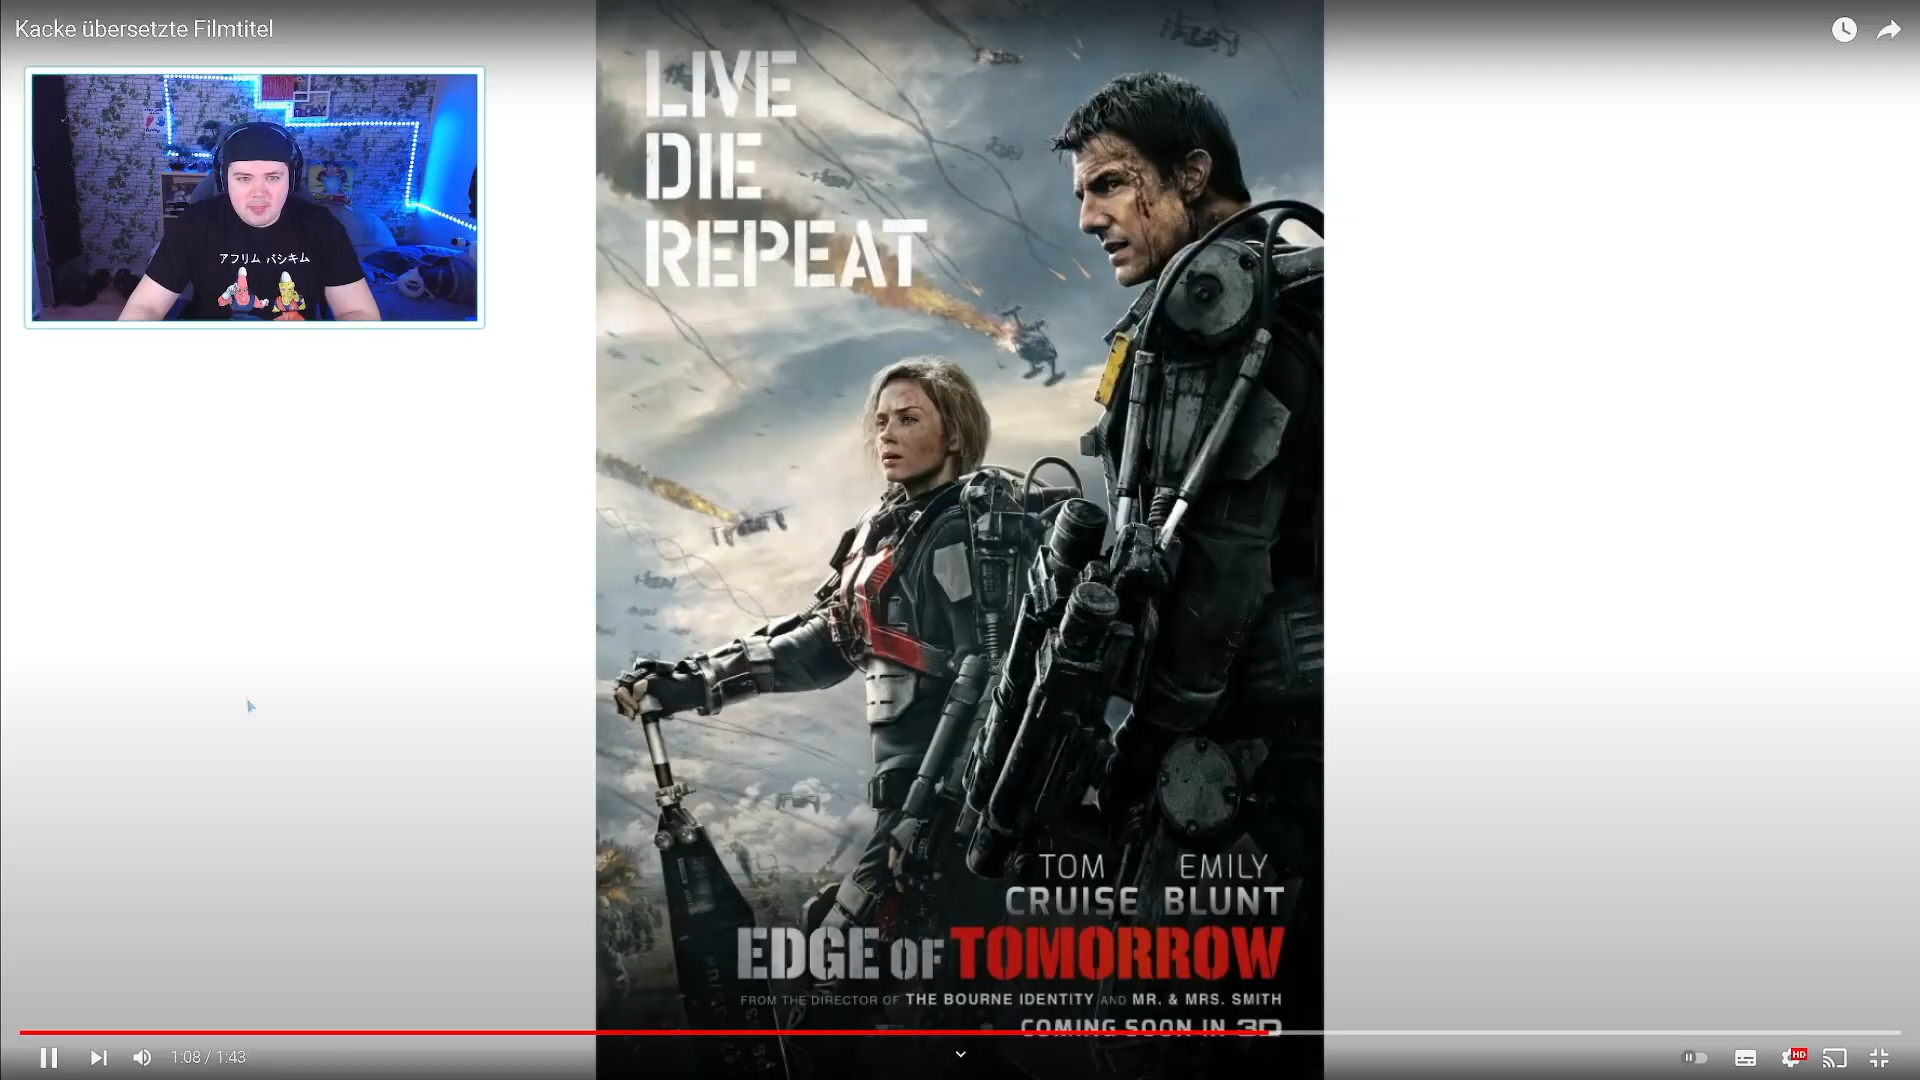 Kacke übersetzte Filmtitel
アフリム バシキム
LIVE
DIE
REPEAT
TOM EMILY
CRUISE BLUNT
EDGE OF TOMORROW
FROM THE DIRECTOR OF THE BOURNE IDENTITY AND MR. & MRS. SMITH
COMING SOON IN 3D
1:08 / 1:43
HD